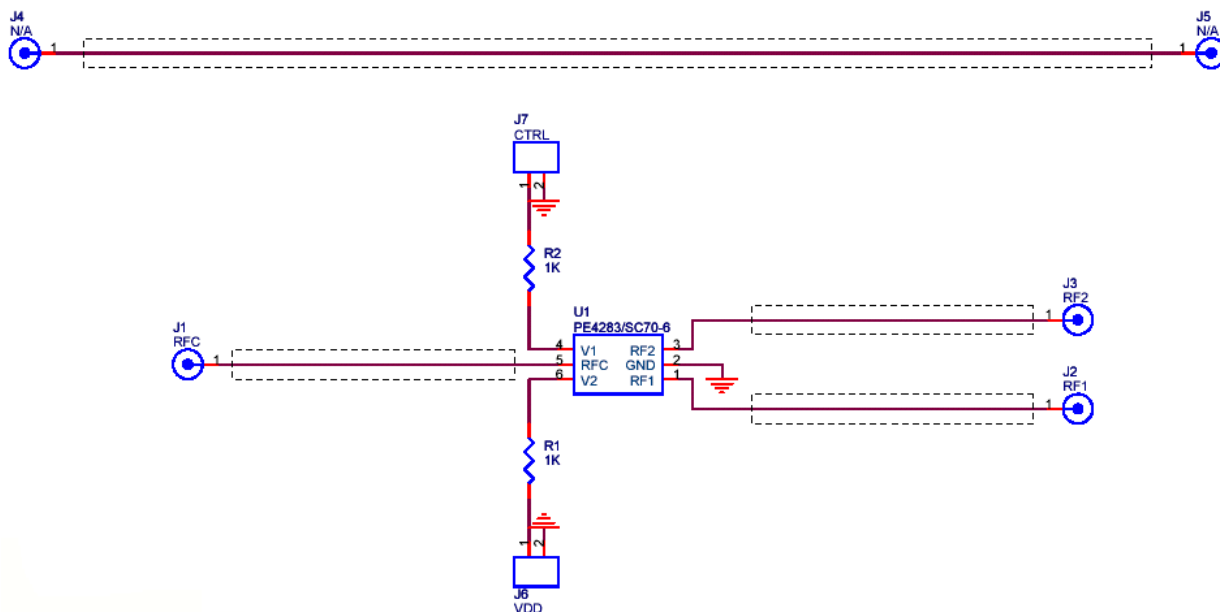 J4
N/A
1
J5
N/A
1
J7
CTRL
1
2
R2
1K
U1
PE4283/SC70-6
4
V1
RF2
3
5
RFC
GND
2
6
V2
RF1
1
J1
RFC
1
J3
RF2
1
J2
RF1
1
R1
1K
1
2
J6
VDD